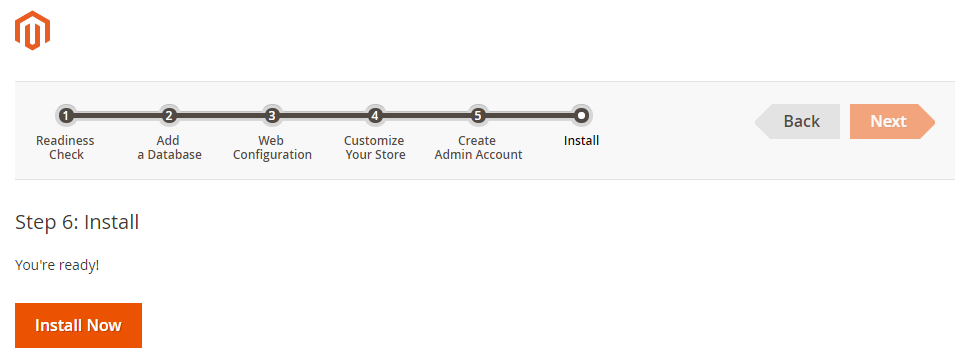 1 2 3 4 5
Readiness Check
Add a Database
Web Configuration
Customize Your Store
Create Admin Account
Install
Back
Next
Step 6: Install
You're ready!
Install Now